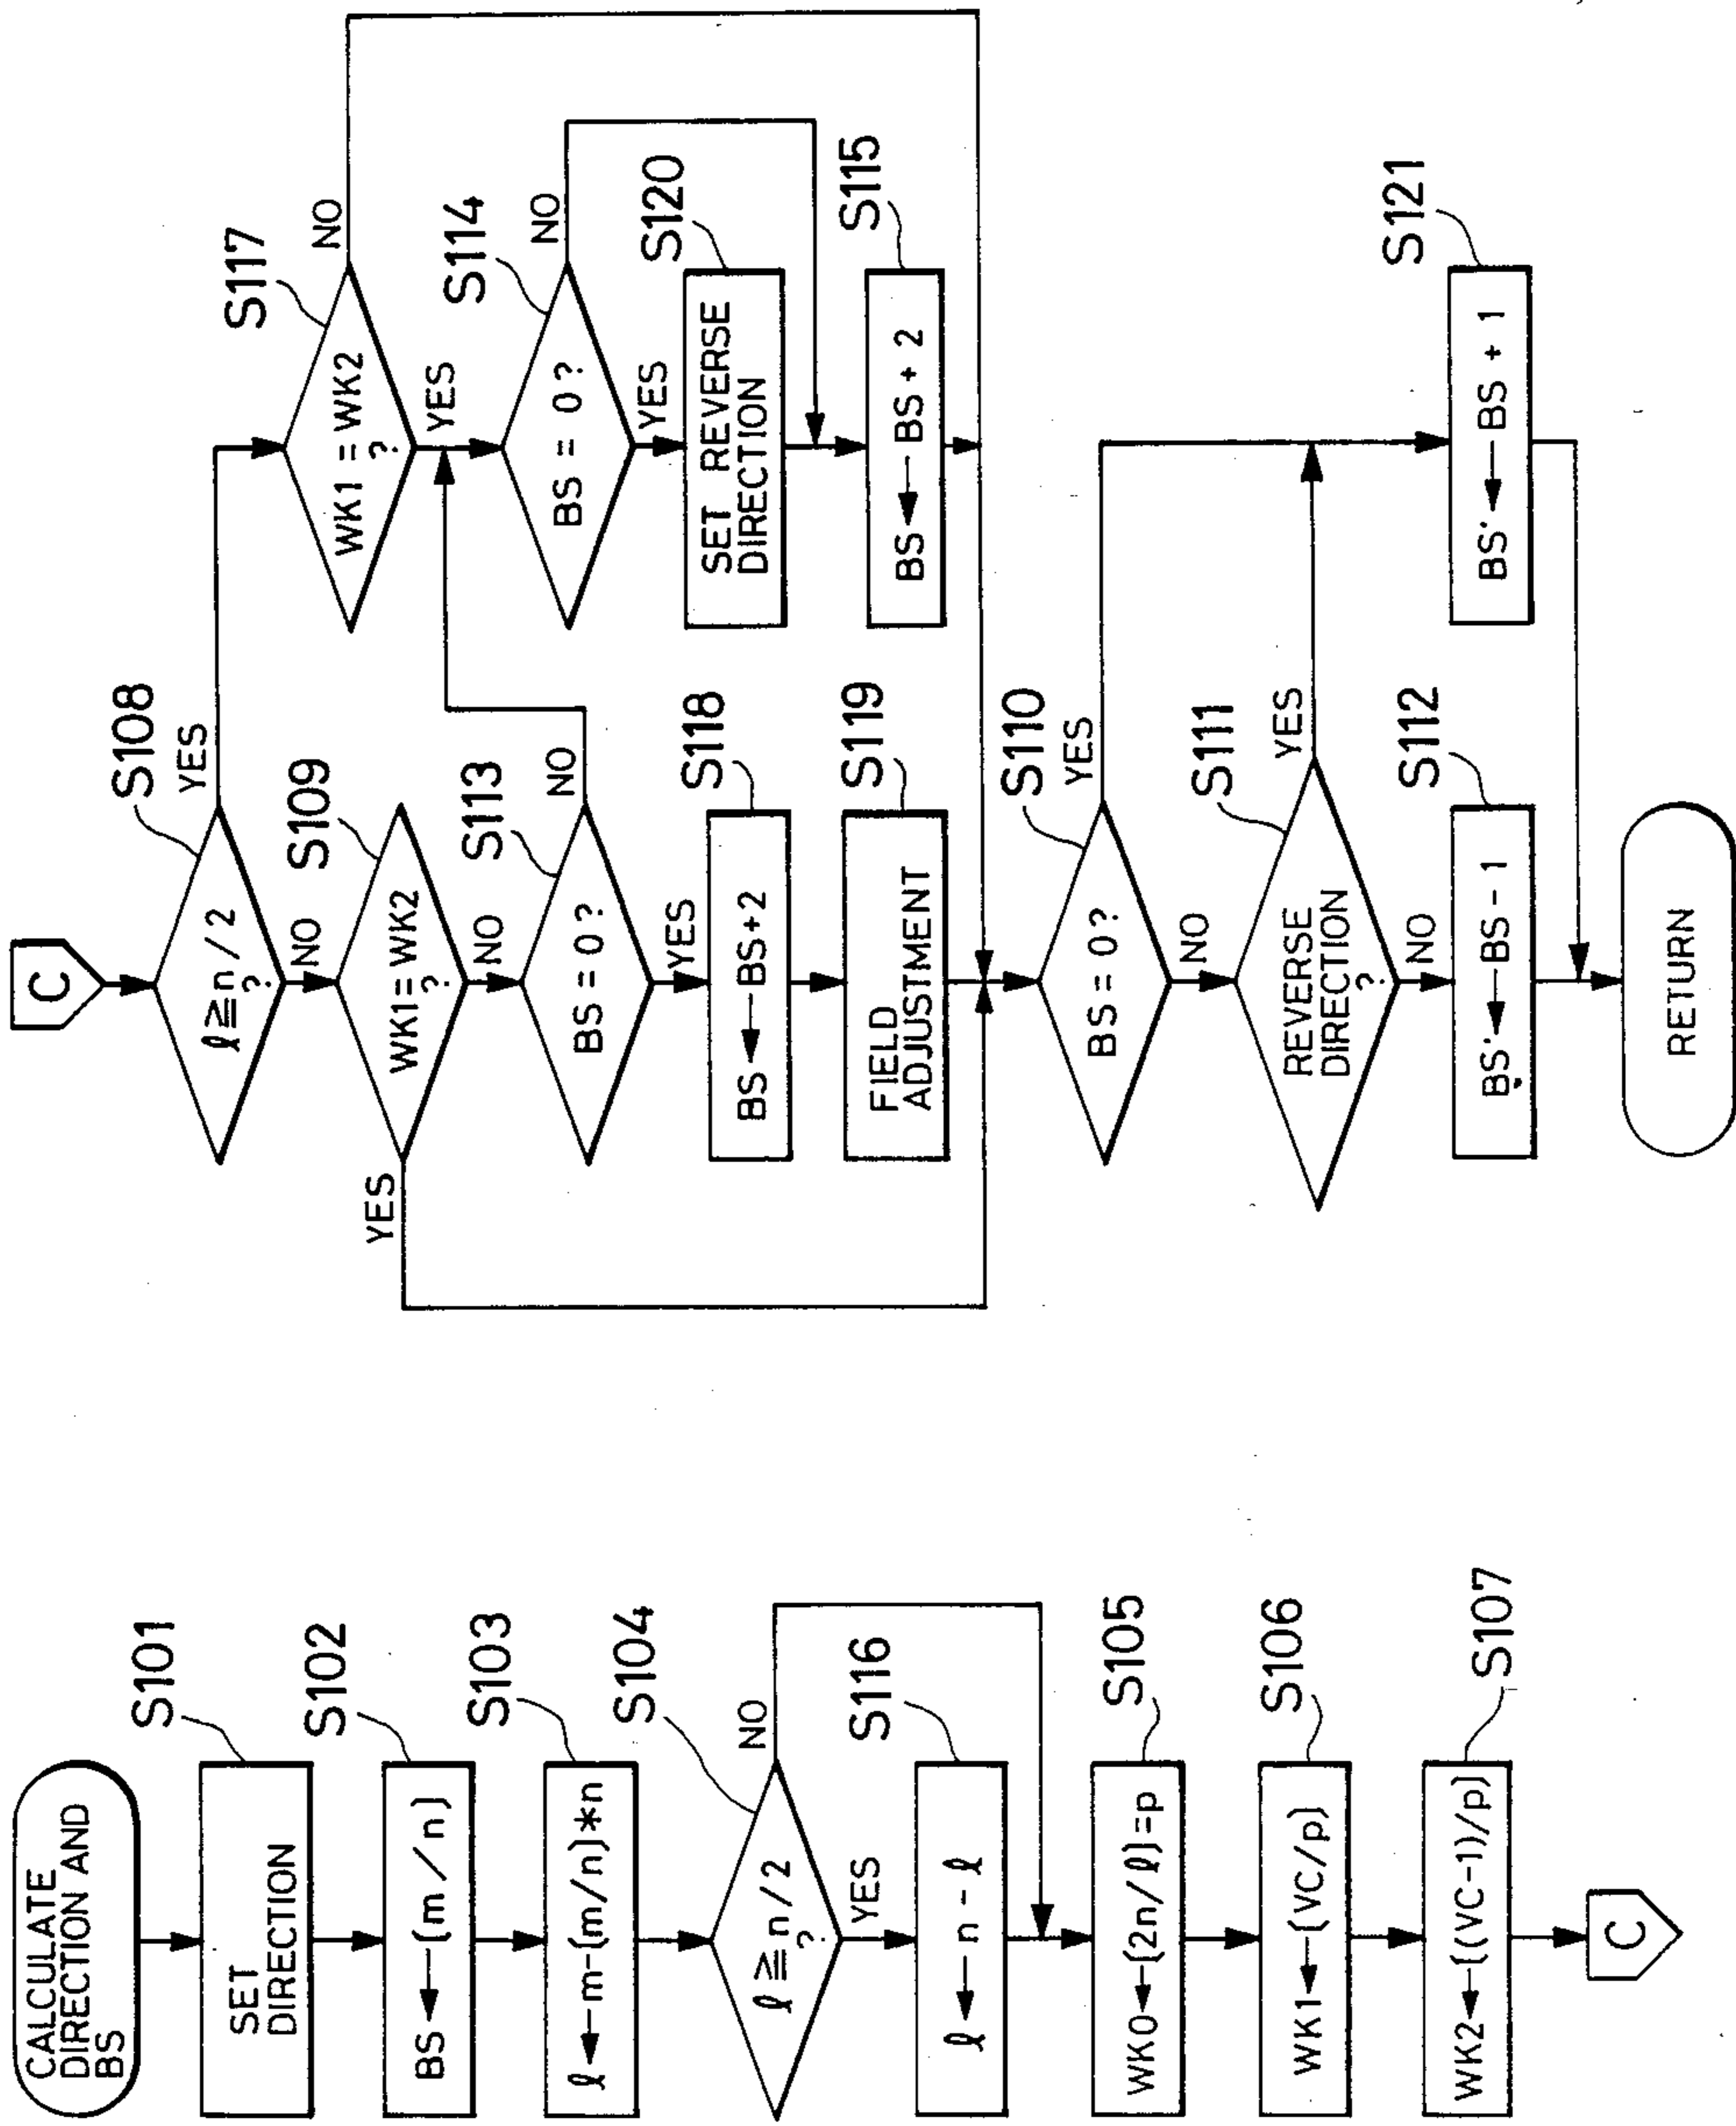 CALCULATE
DIRECTION AND
BS
S101
SET
DIRECTION
S102
BS ← [m/n]
S103
ℓ ← m-[m/n]*n
S104
ℓ ≧ n/2
?
NO
YES
S116
ℓ ← n - ℓ
S105
WK0 ← [2n/ℓ]=p
S106
WK1 ← [VC/p]
S107
WK2 ← [(VC-1)/p]
C
C
S108
ℓ ≧ n/2
?
YES
NO
S109
WK1 = WK2
?
YES
NO
S113
BS = 0?
NO
YES
S118
BS ← BS+2
S119
FIELD
ADJUSTMENT
S117
WK1 = WK2
?
NO
YES
S114
BS = 0?
NO
YES
S120
SET REVERSE
DIRECTION
S115
BS ← BS + 2
S110
BS = 0?
YES
NO
S111
REVERSE
DIRECTION
?
YES
NO
S112
BS' ← BS - 1
S121
BS' ← BS + 1
RETURN